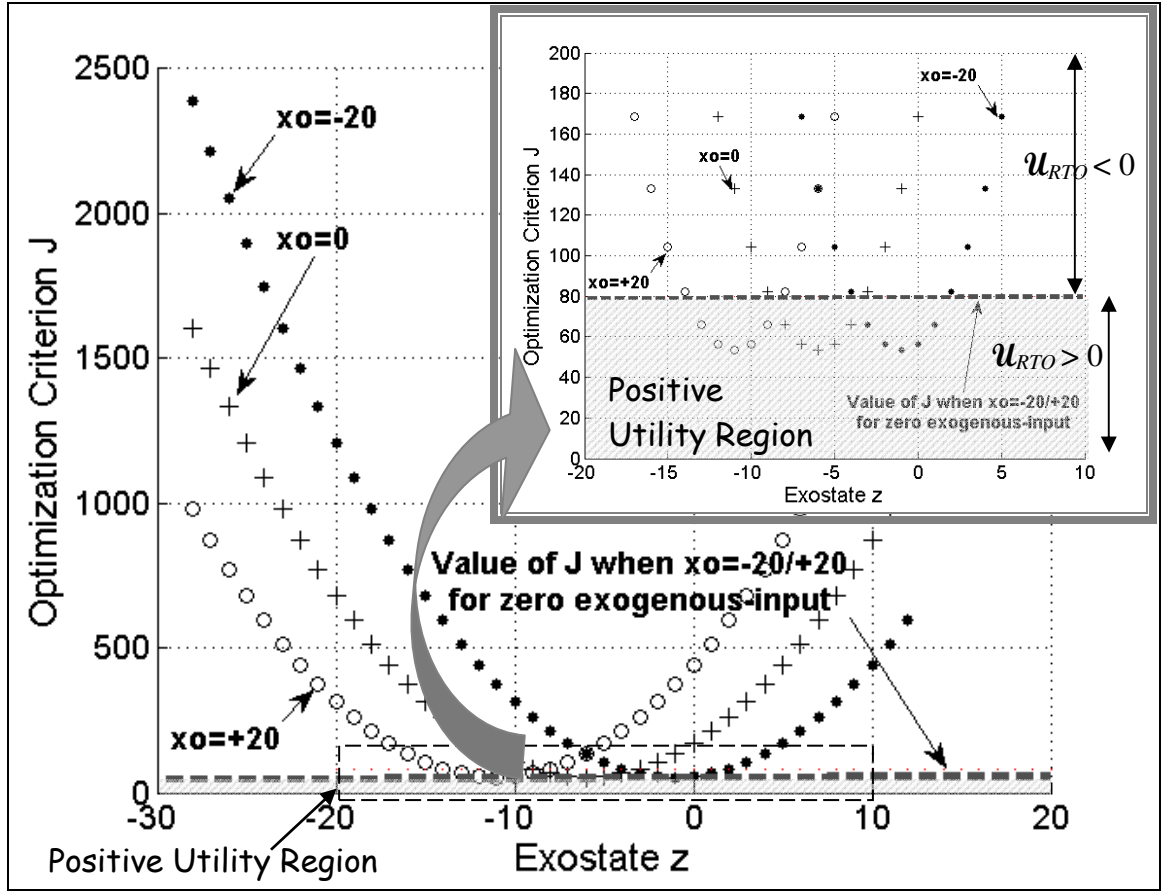 2500
2000
1500
1000
500
0
-30
-20
-10
0
10
20
Optimization Criterion J
Exostate z
xo=-20
xo=0
xo=+20
Value of J when xo=-20/+20
for zero exogenous-input
Positive Utility Region
200
180
160
140
120
100
80
60
40
20
0
-20
-15
-10
-5
0
5
10
Optimization Criterion J
Exostate z
xo=-20
xo=0
xo=+20
U_RTO < 0
U_RTO > 0
Positive
Utility Region
Value of J when xo=-20/+20
for zero exogenous-input